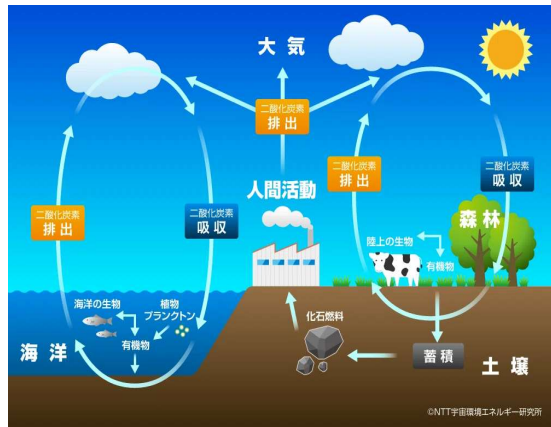 大気
二酸化炭素
排出
人間活動
二酸化炭素
排出
二酸化炭素
吸収
二酸化炭素
排出
二酸化炭素
吸収
森林
陸上の生物
有機物
海洋の生物
植物
プランクトン
有機物
海洋
化石燃料
蓄積
土壌
©NTT宇宙環境エネルギー研究所